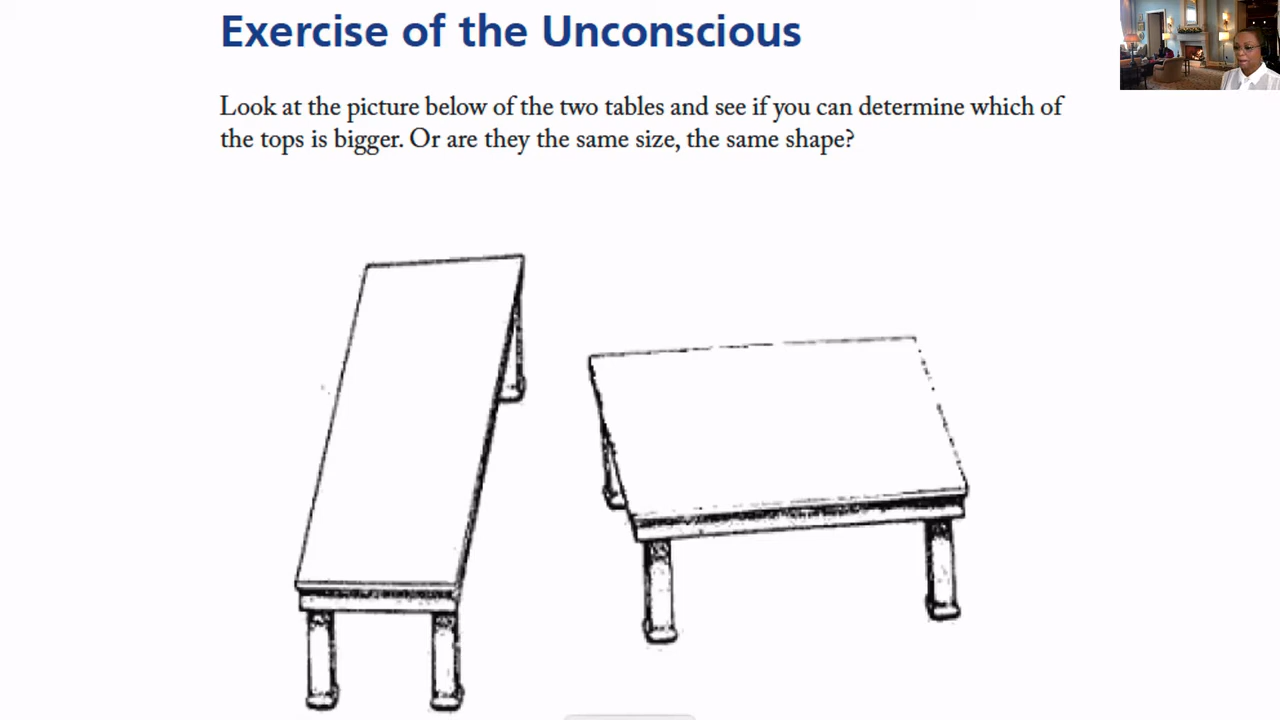 Exercise of the Unconscious
Look at the picture below of the two tables and see if you can determine which of
the tops is bigger. Or are they the same size, the same shape?